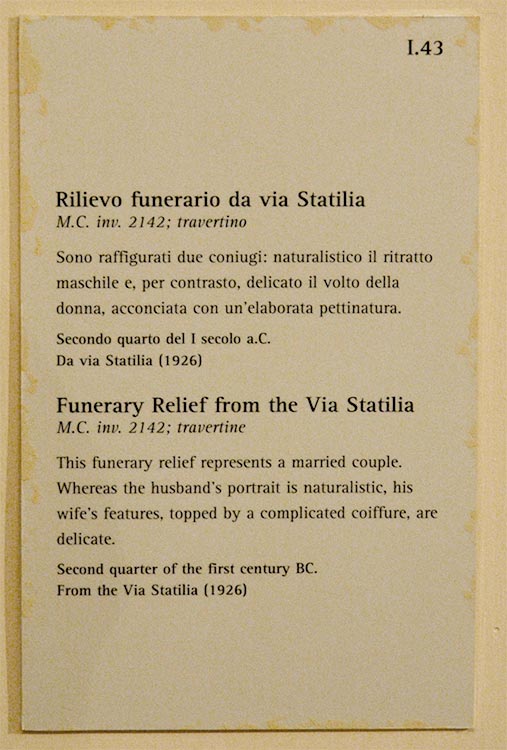 I.43
Rilievo funerario da via Statilia
M.C. inv. 2142; travertino
Sono raffigurati due coniugi: naturalistico il ritratto
maschile e, per contrasto, delicato il volto della
donna, acconciata con un'elaborata pettinatura.
Secondo quarto del I secolo a.C.
Da via Statilia (1926)
Funerary Relief from the Via Statilia
M.C. inv. 2142; travertine
This funerary relief represents a married couple.
Whereas the husband's portrait is naturalistic, his
wife's features, topped by a complicated coiffure, are
delicate.
Second quarter of the first century BC.
From the Via Statilia (1926)